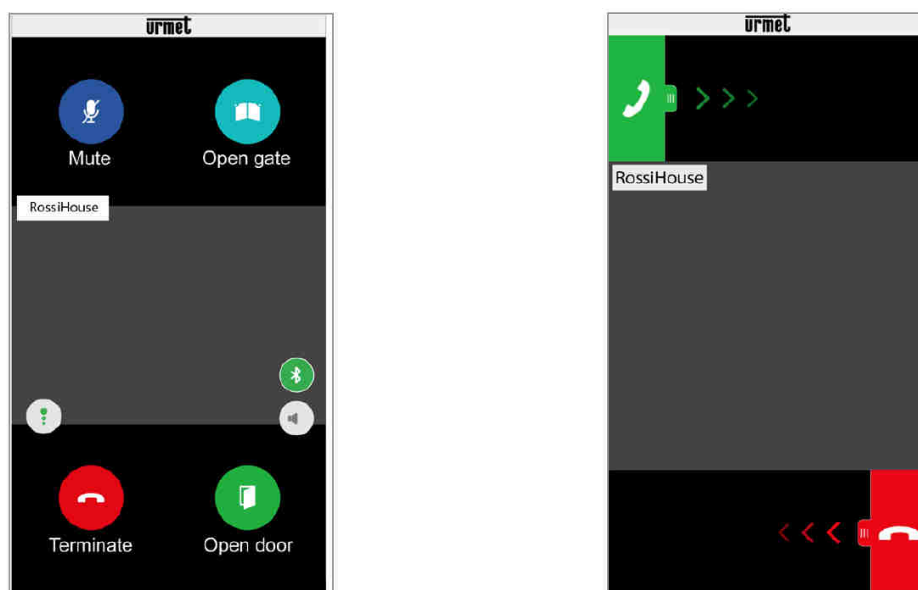 urmet
Mute
Open gate
RossiHouse
Terminate
Open door
urmet
RossiHouse